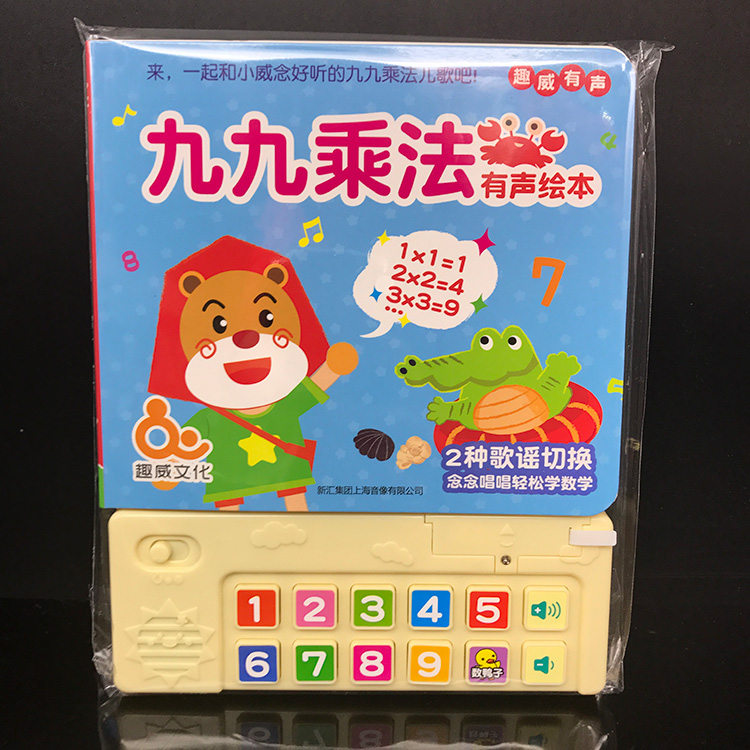 来，一起和小威念好听的九九乘法儿歌吧!
趣威有声
九九乘法
有声绘本
8
4
7
1×1=1
2×2=4
3×3=9
...
趣威文化
2种歌谣切换
念念唱唱轻松学数学
新汇集团上海音像有限公司
1 2 3 4 5 +
6 7 8 9 数鸭子 -